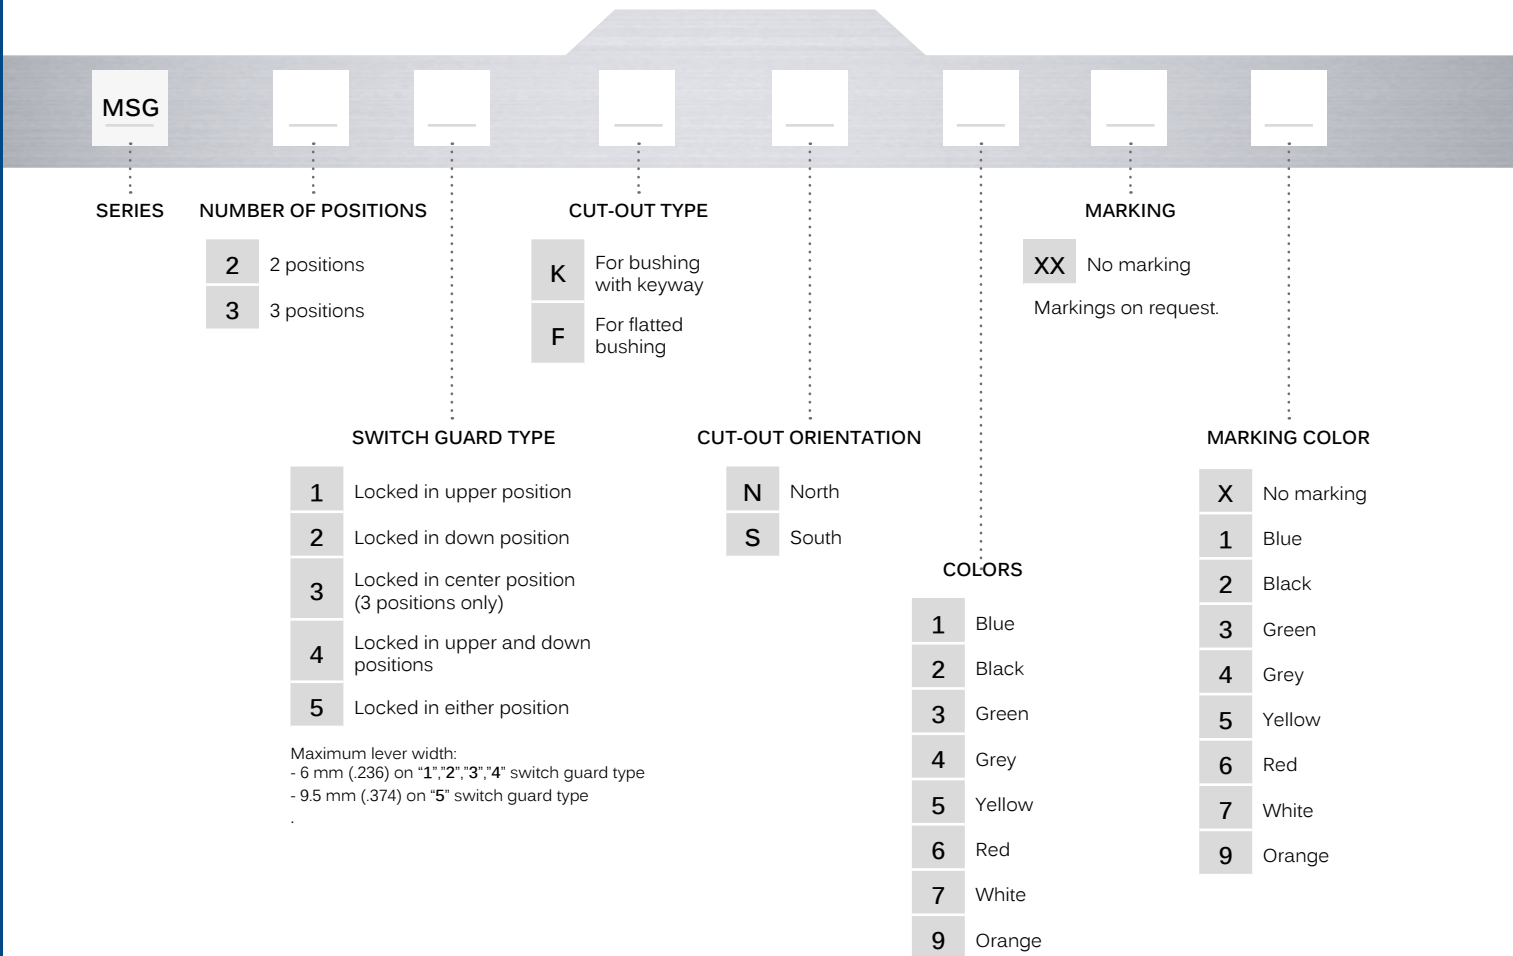 MSG
SERIES
NUMBER OF POSITIONS
2 2 positions
3 3 positions
CUT-OUT TYPE
K For bushing
with keyway
F For flatted
bushing
MARKING
XX No marking
Markings on request.
SWITCH GUARD TYPE
1 Locked in upper position
2 Locked in down position
3 Locked in center position
(3 positions only)
4 Locked in upper and down
positions
5 Locked in either position
Maximum lever width:
- 6 mm (.236) on “1”,”2”,”3”,”4” switch guard type
- 9.5 mm (.374) on “5” switch guard type
.
CUT-OUT ORIENTATION
N North
S South
COLORS
1 Blue
2 Black
3 Green
4 Grey
5 Yellow
6 Red
7 White
9 Orange
MARKING COLOR
X No marking
1 Blue
2 Black
3 Green
4 Grey
5 Yellow
6 Red
7 White
9 Orange